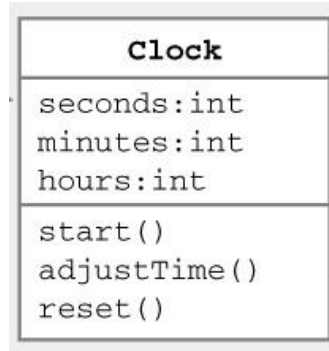 Clock
seconds:int
minutes:int
hours:int
start()
adjustTime()
reset()